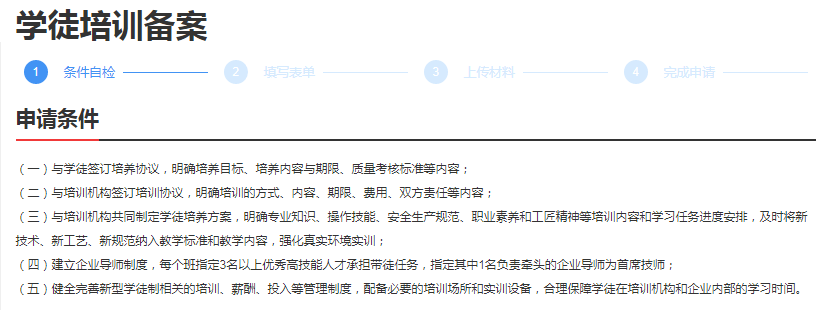 学徒培训备案
1 条件自检 2 填写表单 3 上传材料 4 完成申请
申请条件
（一）与学徒签订培养协议，明确培养目标、培养内容与期限、质量考核标准等内容；
（二）与培训机构签订培训协议，明确培训的方式、内容、期限、费用、双方责任等内容；
（三）与培训机构共同制定学徒培养方案，明确专业知识、操作技能、安全生产规范、职业素养和工匠精神等培训内容和学习任务进度安排，及时将新
技术、新工艺、新规范纳入教学标准和教学内容，强化真实环境实训；
（四）建立企业导师制度，每个班指定3名以上优秀高技能人才承担带徒任务，指定其中1名负责牵头的企业导师为首席技师；
（五）健全完善新型学徒制相关的培训、薪酬、投入等管理制度，配备必要的培训场所和实训设备，合理保障学徒在培训机构和企业内部的学习时间。